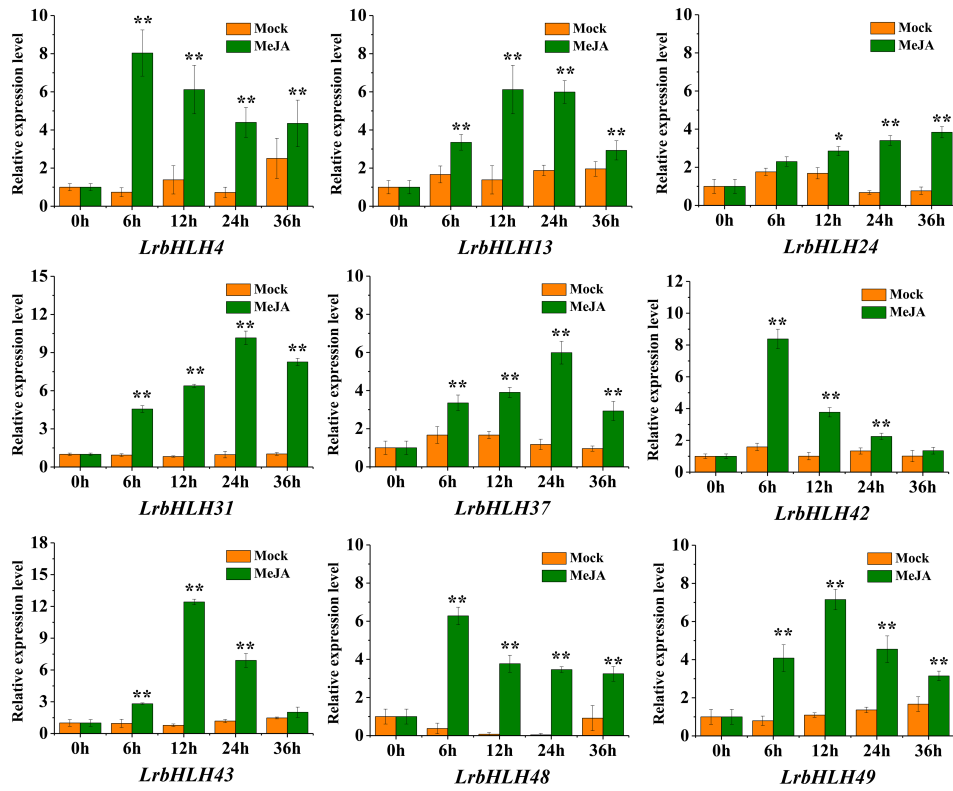 Relative expression level
10
8
6
4
2
0
Mock
MeJA
** ** ** **
0h 6h 12h 24h 36h
LrbHLH4
Relative expression level
10
8
6
4
2
0
Mock
MeJA
** ** ** **
0h 6h 12h 24h 36h
LrbHLH13
Relative expression level
10
8
6
4
2
0
Mock
MeJA
* ** **
0h 6h 12h 24h 36h
LrbHLH24
Relative expression level
15
12
9
6
3
0
Mock
MeJA
** ** ** **
0h 6h 12h 24h 36h
LrbHLH31
Relative expression level
10
8
6
4
2
0
Mock
MeJA
** ** ** **
0h 6h 12h 24h 36h
LrbHLH37
Relative expression level
12
10
8
6
4
2
0
Mock
MeJA
** ** **
0h 6h 12h 24h 36h
LrbHLH42
Relative expression level
18
15
12
9
6
3
0
Mock
MeJA
** ** **
0h 6h 12h 24h 36h
LrbHLH43
Relative expression level
10
8
6
4
2
0
Mock
MeJA
** ** ** **
0h 6h 12h 24h 36h
LrbHLH48
Relative expression level
10
8
6
4
2
0
Mock
MeJA
** ** ** **
0h 6h 12h 24h 36h
LrbHLH49